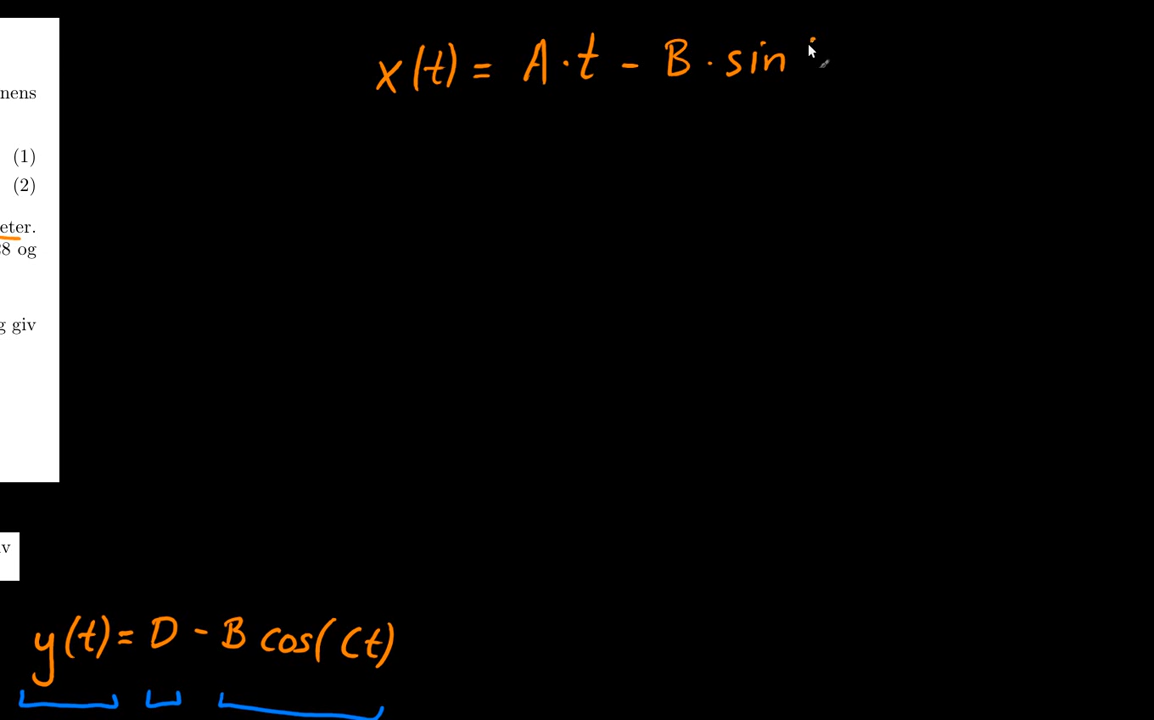 x(t) = A·t - B·sin
nens
(1)
(2)
eter.
8 og
g giv
v
y(t) = D - B cos(Ct)